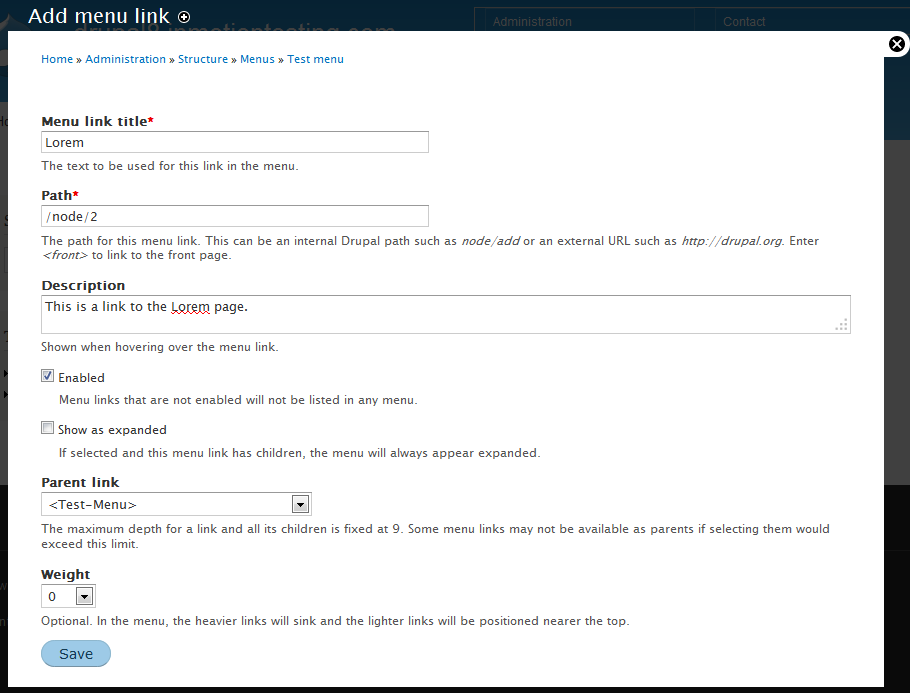 Add menu link
Administration
Contact
Home » Administration » Structure » Menus » Test menu
Menu link title*
Lorem
The text to be used for this link in the menu.
Path*
/node/2
The path for this menu link. This can be an internal Drupal path such as node/add or an external URL such as http://drupal.org. Enter
<front> to link to the front page.
Description
This is a link to the Lorem page.
Shown when hovering over the menu link.
Enabled
Menu links that are not enabled will not be listed in any menu.
Show as expanded
If selected and this menu link has children, the menu will always appear expanded.
Parent link
<Test-Menu>
The maximum depth for a link and all its children is fixed at 9. Some menu links may not be available as parents if selecting them would
exceed this limit.
Weight
0
Optional. In the menu, the heavier links will sink and the lighter links will be positioned nearer the top.
Save